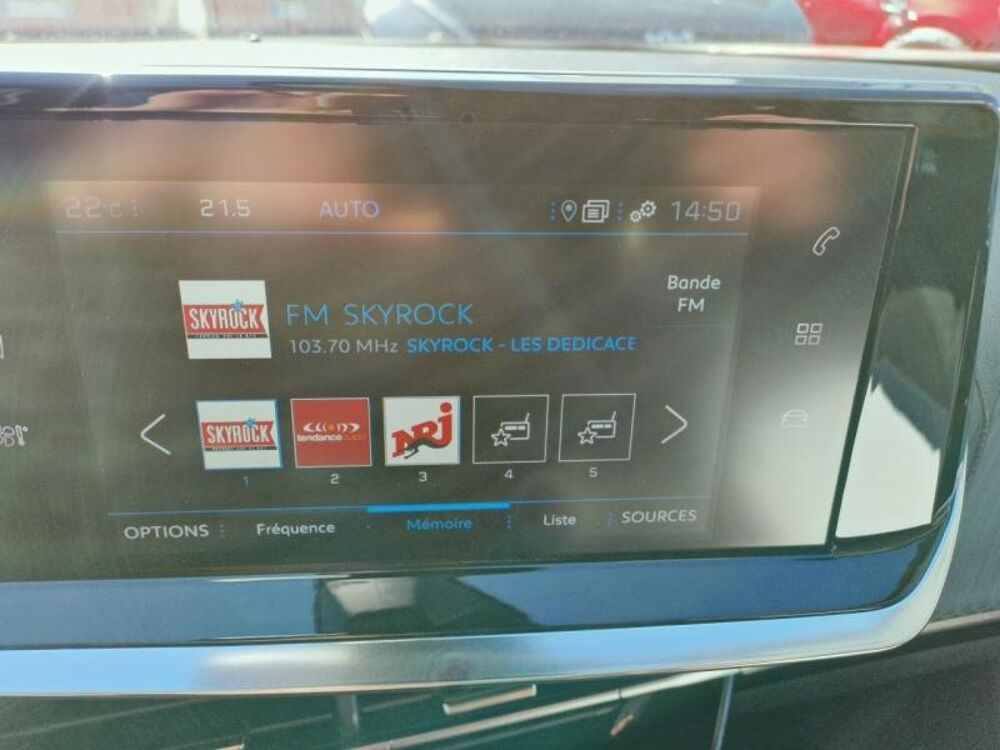 22°C 21.5 AUTO 14:50
Bande
FM
SKYROCK
FM SKYROCK
103.70 MHz SKYROCK - LES DEDICACE
SKYROCK
tendance
NRJ
1 2 3 4 5
OPTIONS Fréquence Mémoire Liste SOURCES